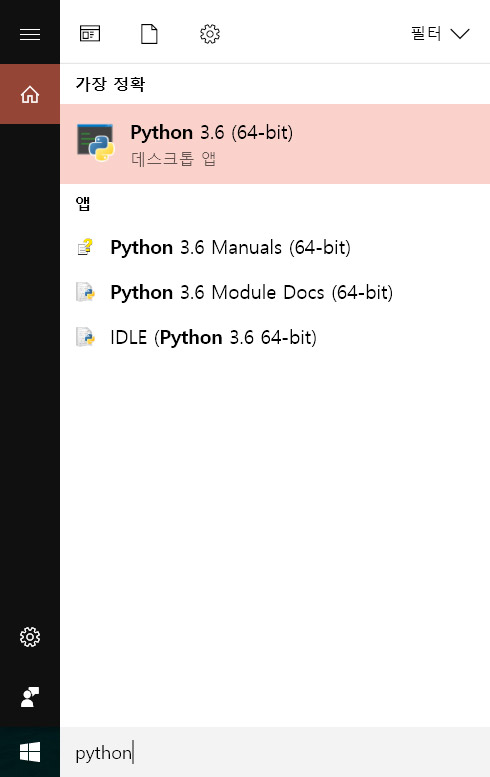 필터
가장 정확
Python 3.6 (64-bit)
데스크톱 앱
앱
Python 3.6 Manuals (64-bit)
Python 3.6 Module Docs (64-bit)
IDLE (Python 3.6 64-bit)
python